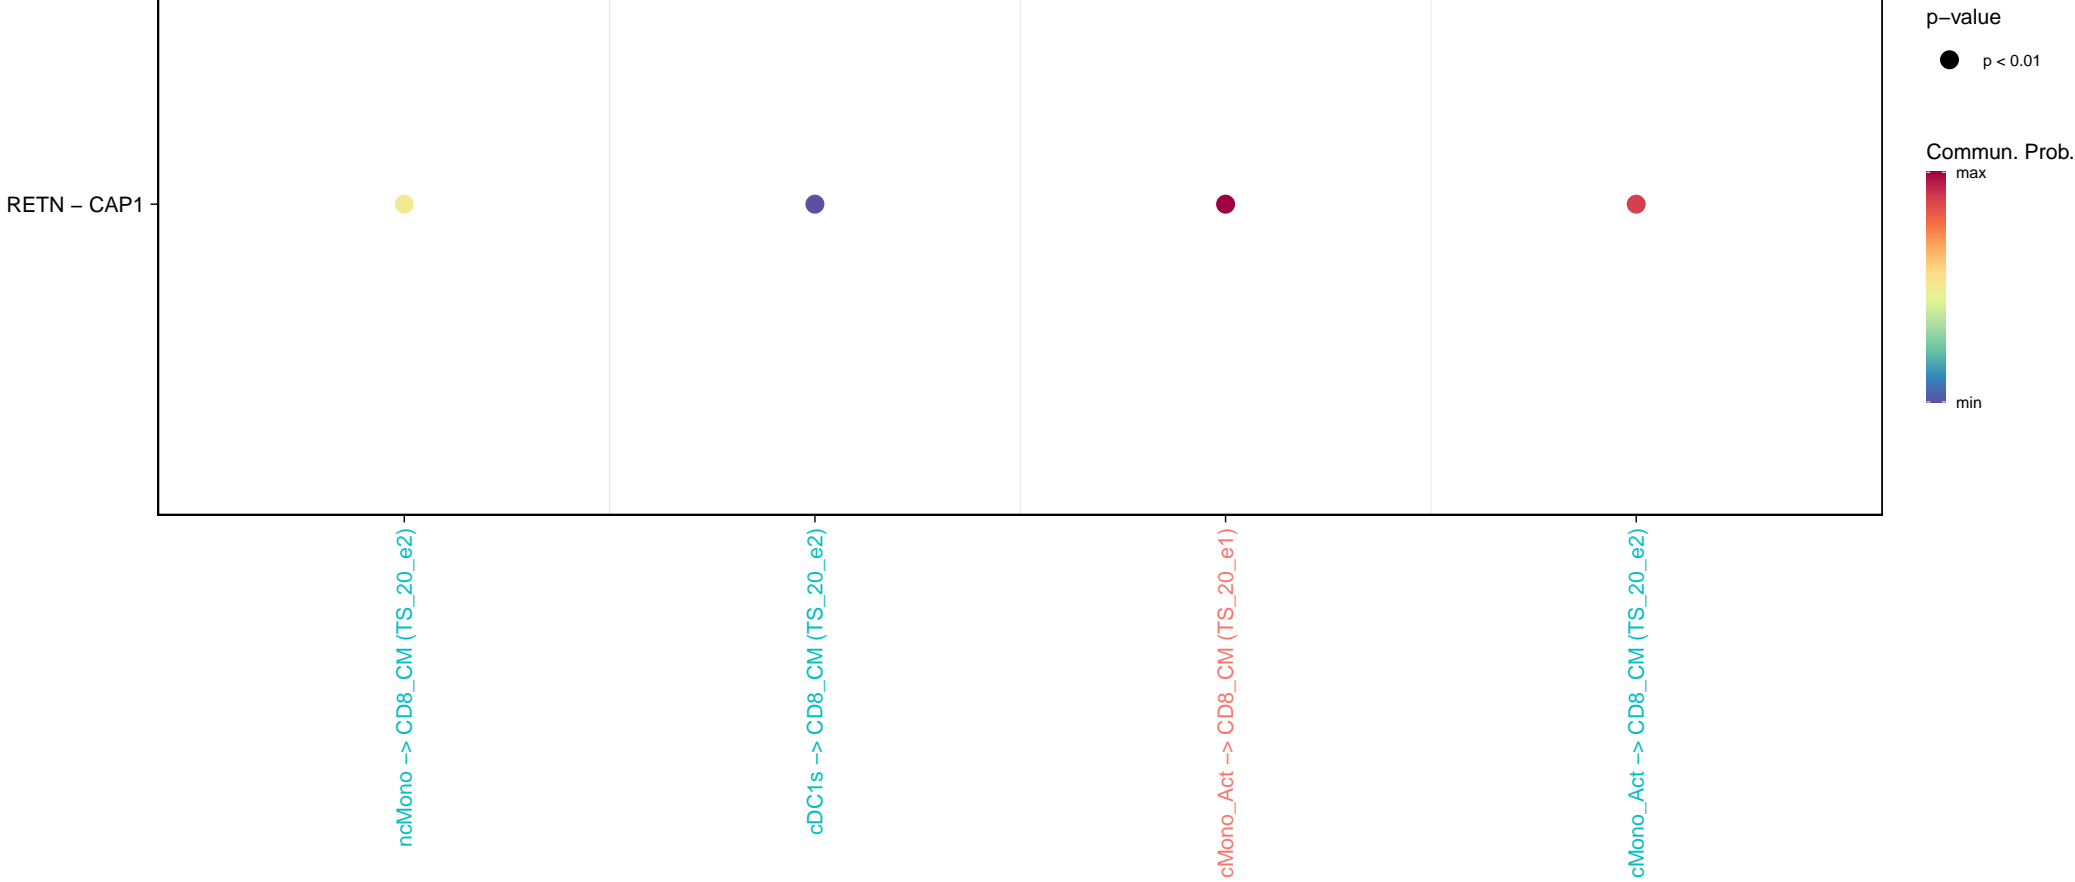 p−value
p < 0.01
Commun. Prob.
max
min
RETN − CAP1
ncMono −> CD8_CM (TS_20_e2)
cDC1s −> CD8_CM (TS_20_e2)
cMono_Act −> CD8_CM (TS_20_e1)
cMono_Act −> CD8_CM (TS_20_e2)